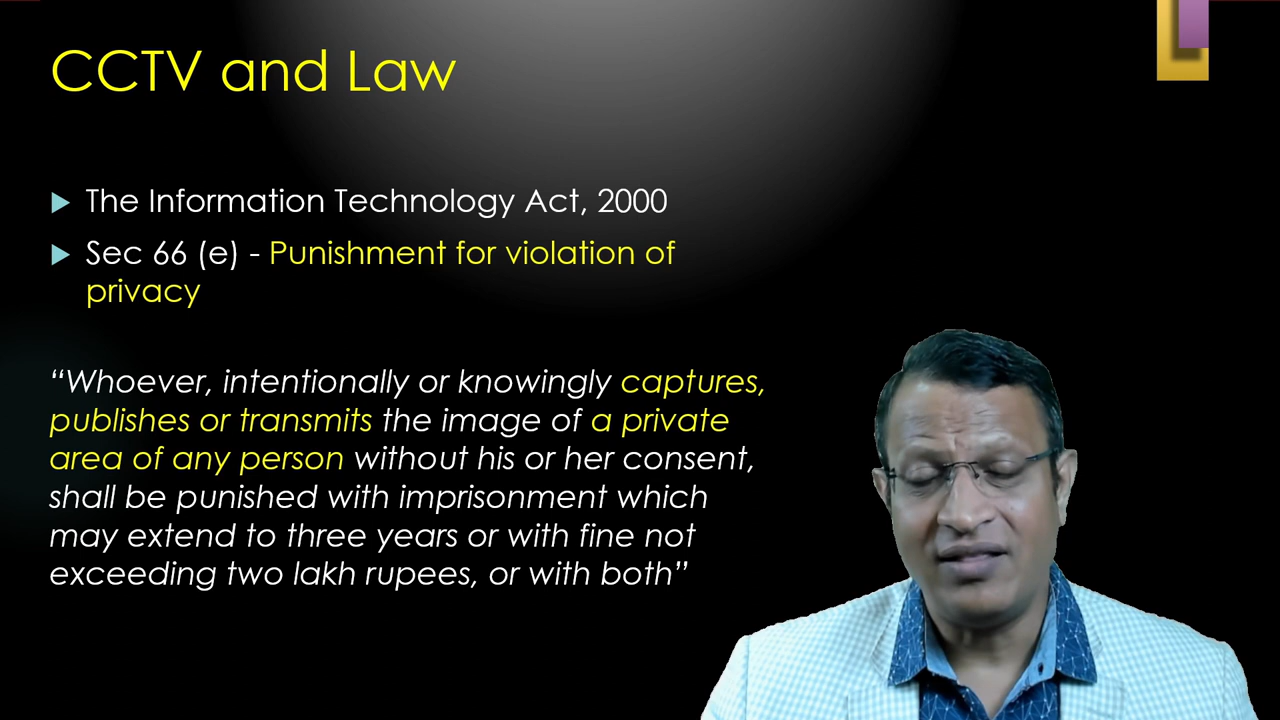 CCTV and Law
The Information Technology Act, 2000
Sec 66 (e) - Punishment for violation of
privacy
“Whoever, intentionally or knowingly captures,
publishes or transmits the image of a private
area of any person without his or her consent,
shall be punished with imprisonment which
may extend to three years or with fine not
exceeding two lakh rupees, or with both”